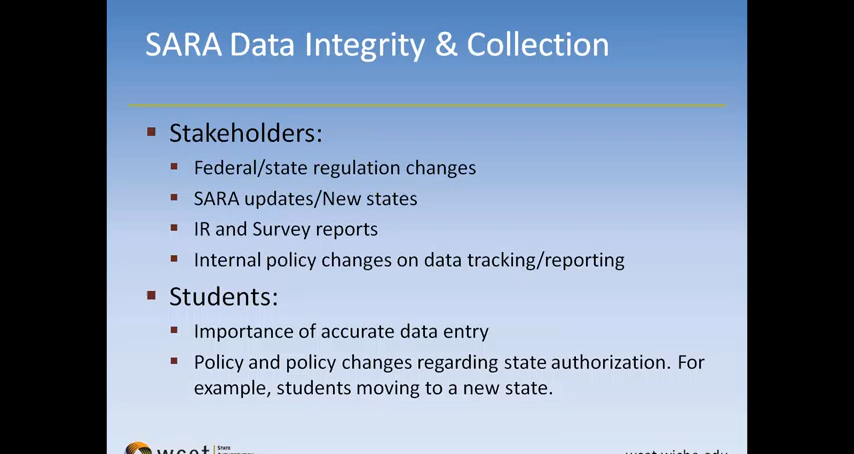 SARA Data Integrity & Collection
Stakeholders:
Federal/state regulation changes
SARA updates/New states
IR and Survey reports
Internal policy changes on data tracking/reporting
Students:
Importance of accurate data entry
Policy and policy changes regarding state authorization. For
example, students moving to a new state.
State